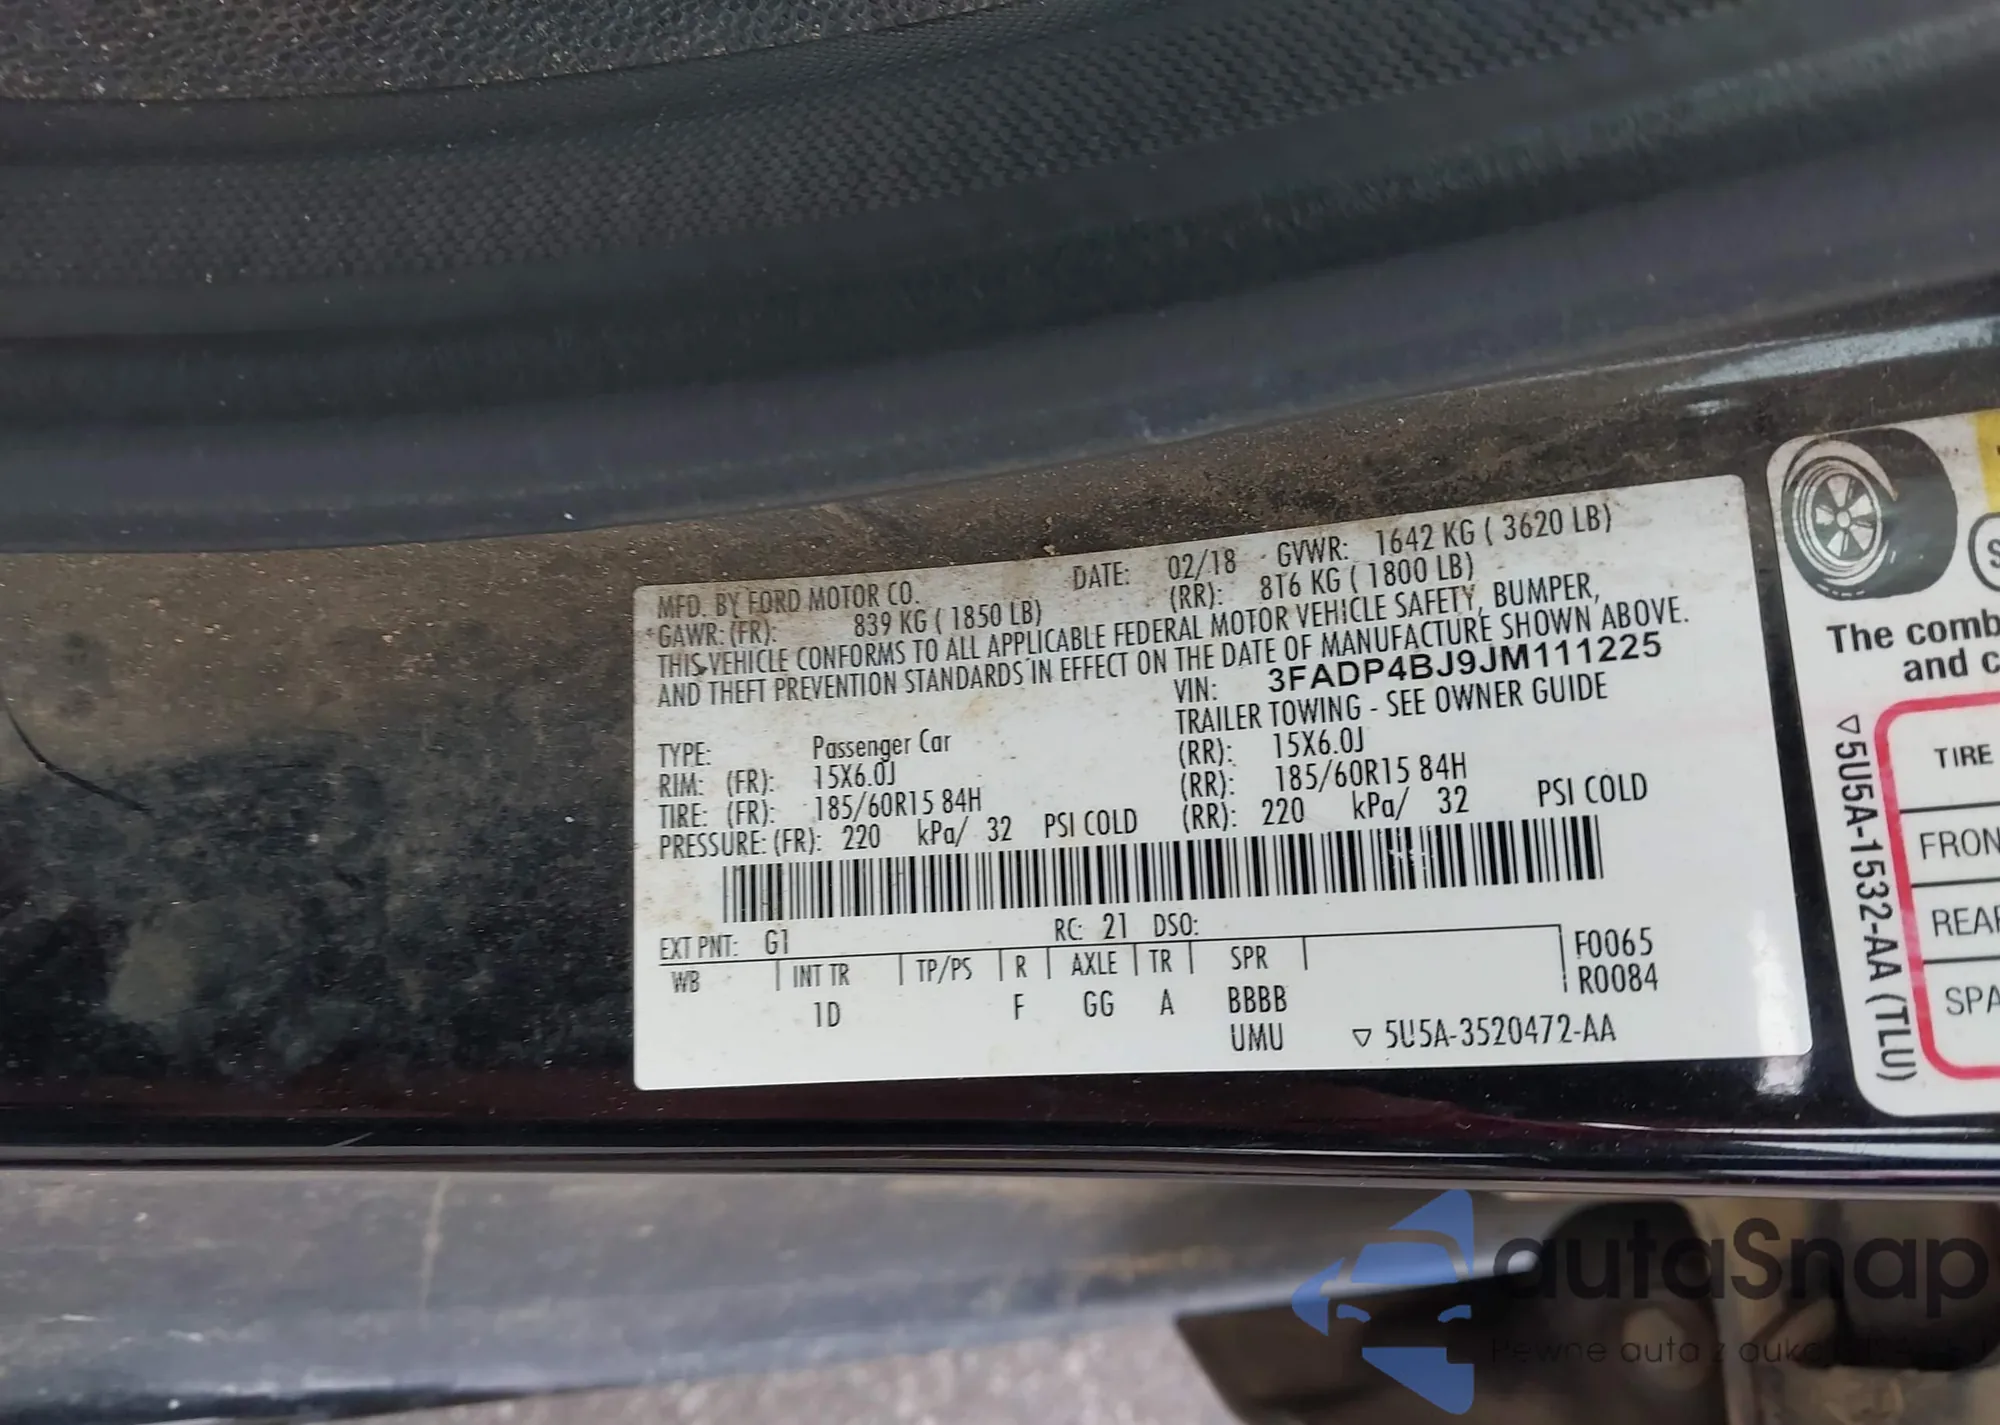 MFD. BY FORD MOTOR CO. DATE: 02/18 GVWR: 1642 KG ( 3620 LB)
GAWR: (FR): 839 KG ( 1850 LB) (RR): 816 KG ( 1800 LB)
THIS VEHICLE CONFORMS TO ALL APPLICABLE FEDERAL MOTOR VEHICLE SAFETY, BUMPER,
AND THEFT PREVENTION STANDARDS IN EFFECT ON THE DATE OF MANUFACTURE SHOWN ABOVE.
VIN: 3FADP4BJ9JM111225
TRAILER TOWING - SEE OWNER GUIDE
TYPE: Passenger Car
RIM: (FR): 15X6.0J (RR): 15X6.0J
TIRE: (FR): 185/60R15 84H (RR): 185/60R15 84H
PRESSURE: (FR): 220 kPa/ 32 PSI COLD (RR): 220 kPa/ 32 PSI COLD
EXT PNT: G1 RC: 21 DSO:
WB INT TR TP/PS R AXLE TR SPR F0065
R0084
1D F GG A BBBB
UMU ▽ 5U5A-3520472-AA
The comb
and c
▽5U5A-1532-AA (TLU)
TIRE
FRON
REAR
SPA
autaSnap
Pewne auta z